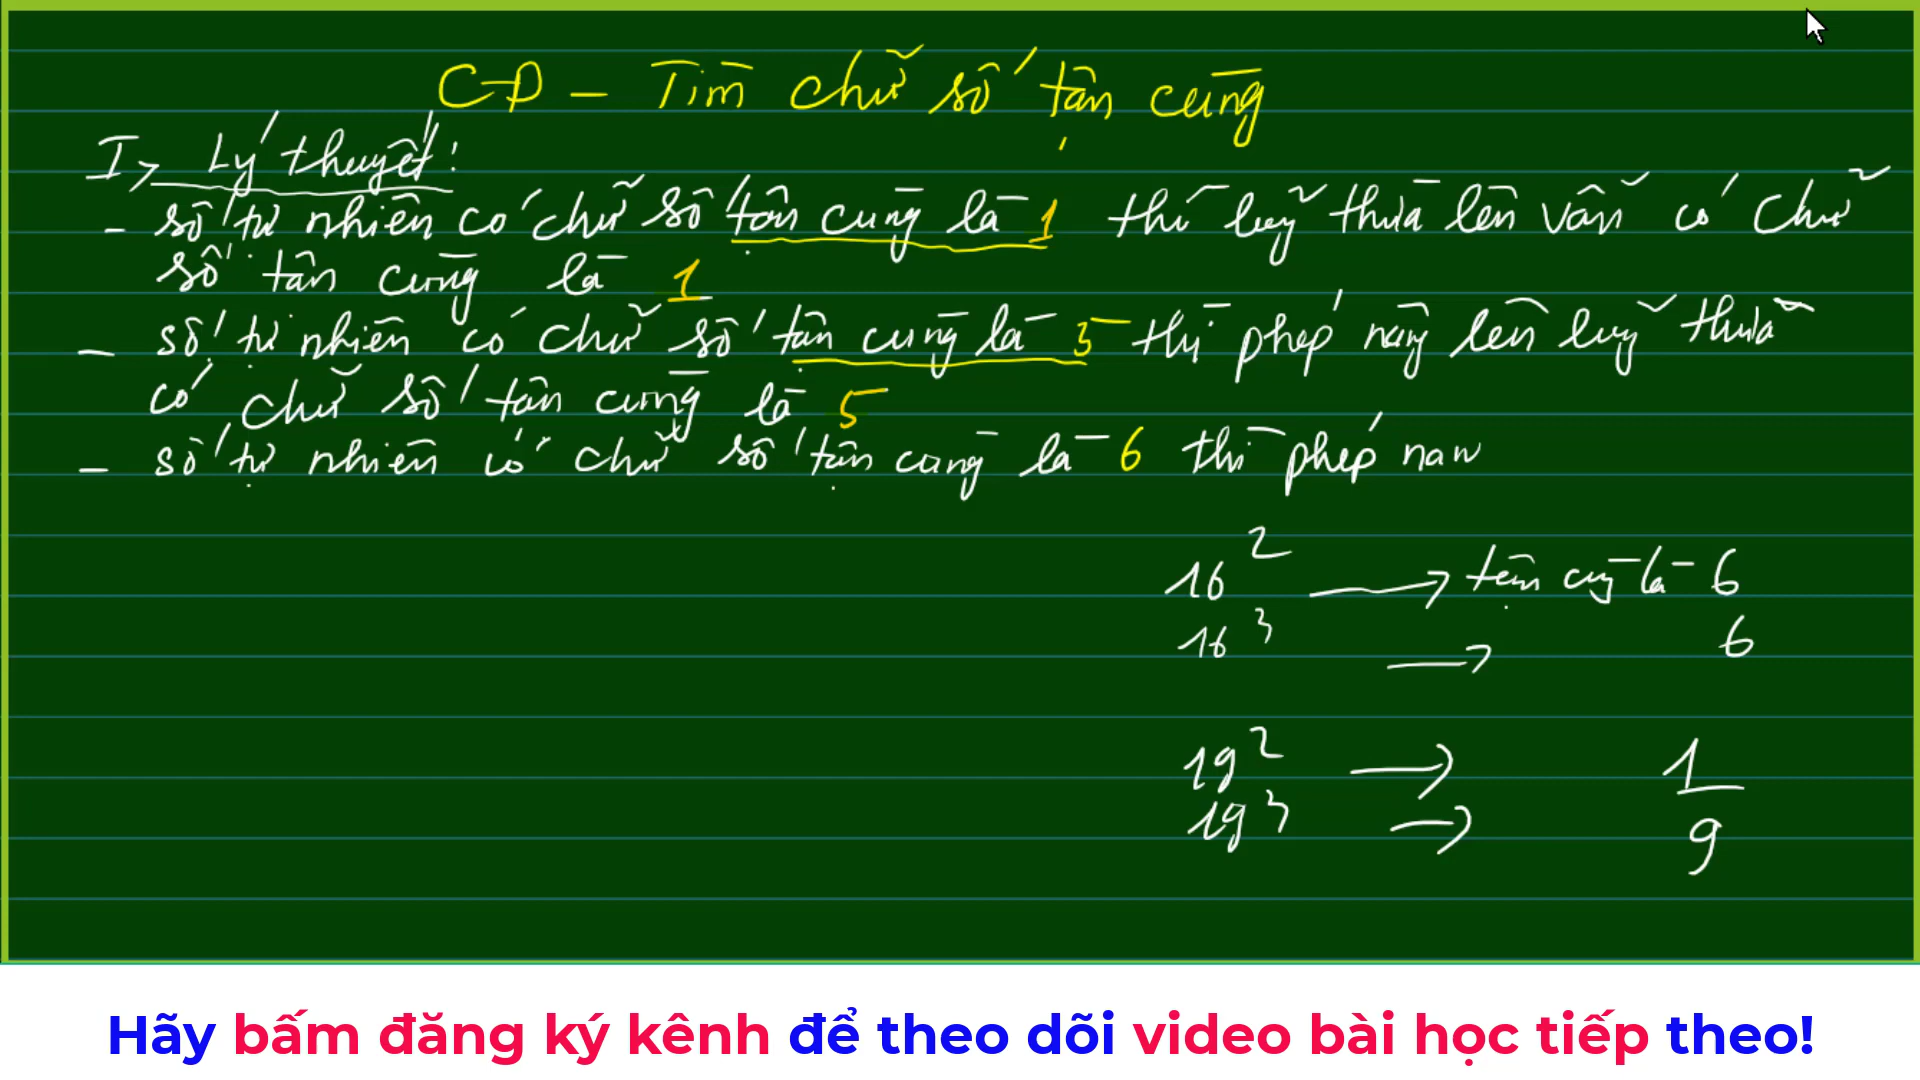 CĐ - Tìm chữ số tận cùng
I> Lý thuyết:
- số tự nhiên có chữ số tận cùng là 1 thì luỹ thừa lên vẫn có chữ
số tận cùng là 1
- số tự nhiên có chữ số tận cùng là 5 thì phép nâng lên luỹ thừa
có chữ số tận cùng là 5
- số tự nhiên có chữ số tận cùng là 6 thì phép nan
16² → tận cùng là 6
16³ → 6
19² → 1
19³ → 9
Hãy bấm đăng ký kênh để theo dõi video bài học tiếp theo!